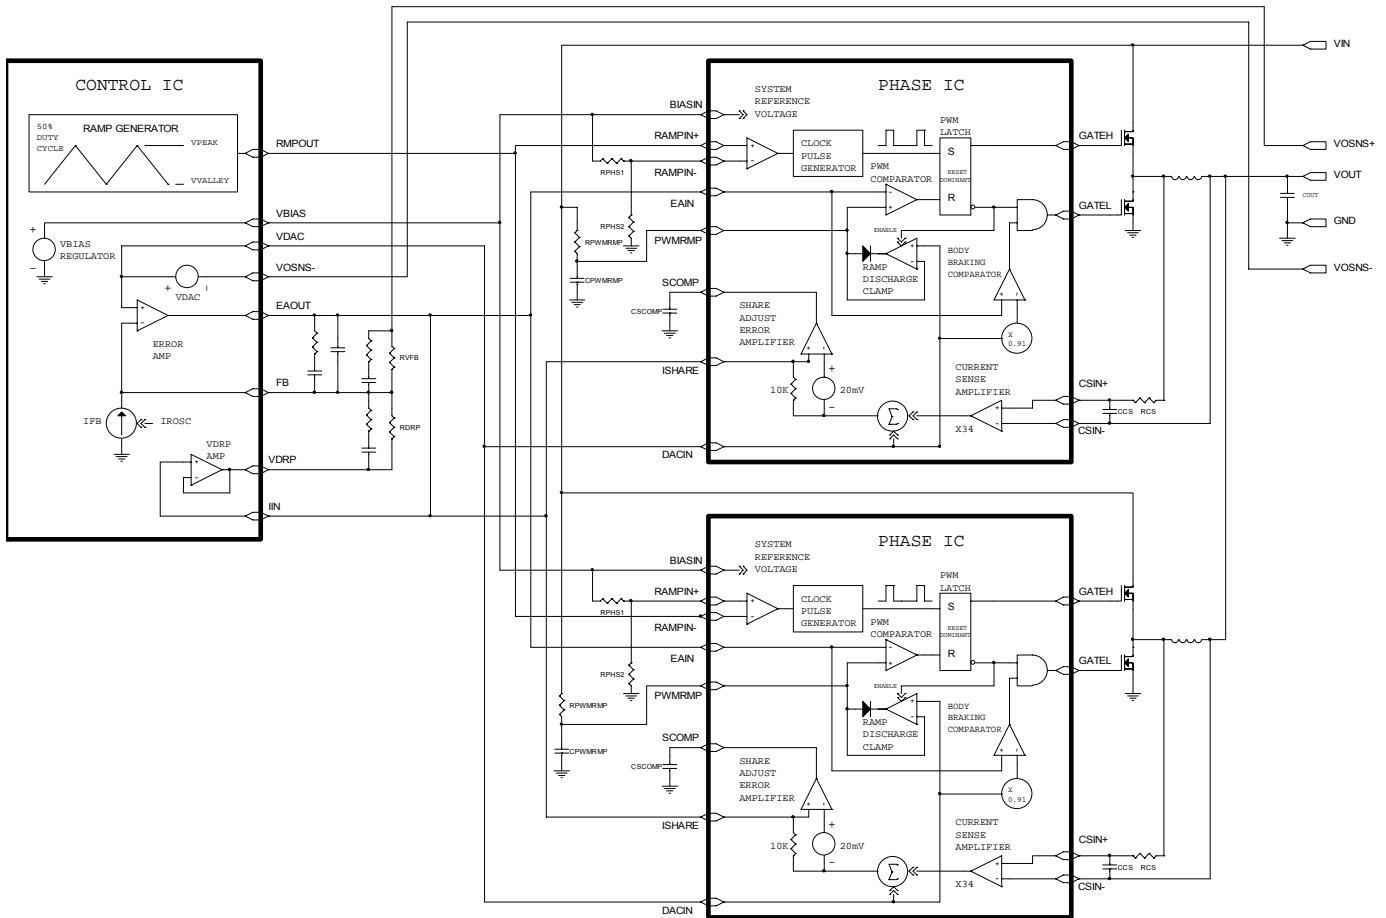 CONTROL IC
50%
DUTY
CYCLE
RAMP GENERATOR
VPEAK
VVALLEY
RMPOUT
VBIAS
VDAC
VOSNS-
EAOUT
FB
VDRP
IIN
+
-
VBIAS
REGULATOR
+ -
VDAC
+
-
ERROR
AMP
IFB
IROSC
VDRP
AMP
+
-
RVFB
RDRP
RPHS1
RPHS2
RPWMRMP
CPWMRMP
CSCOMP
BIASIN
RAMPIN+
RAMPIN-
EAIN
PWMRMP
SCOMP
ISHARE
DACIN
PHASE IC
SYSTEM
REFERENCE
VOLTAGE
+
-
CLOCK
PULSE
GENERATOR
PWM
LATCH
S
RESET
DOMINANT
R
PWM
COMPARATOR
-
+
ENABLE
+
-
RAMP
DISCHARGE
CLAMP
BODY
BRAKING
COMPARATOR
+ -
X
0.91
SHARE
ADJUST
ERROR
AMPLIFIER
+ -
10K
+
20mV
-
Σ
CURRENT
SENSE
AMPLIFIER
+
-
X34
GATEH
GATEL
CSIN+
CSIN-
CCS
RCS
VIN
VOSNS+
VOUT
COUT
GND
VOSNS-
RPHS1
RPHS2
RPWMRMP
CPWMRMP
CSCOMP
BIASIN
RAMPIN+
RAMPIN-
EAIN
PWMRMP
SCOMP
ISHARE
DACIN
PHASE IC
SYSTEM
REFERENCE
VOLTAGE
+
-
CLOCK
PULSE
GENERATOR
PWM
LATCH
S
RESET
DOMINANT
R
PWM
COMPARATOR
-
+
ENABLE
+
-
RAMP
DISCHARGE
CLAMP
BODY
BRAKING
COMPARATOR
+ -
X
0.91
SHARE
ADJUST
ERROR
AMPLIFIER
+ -
10K
+
20mV
-
Σ
CURRENT
SENSE
AMPLIFIER
+
-
X34
GATEH
GATEL
CSIN+
CSIN-
CCS
RCS